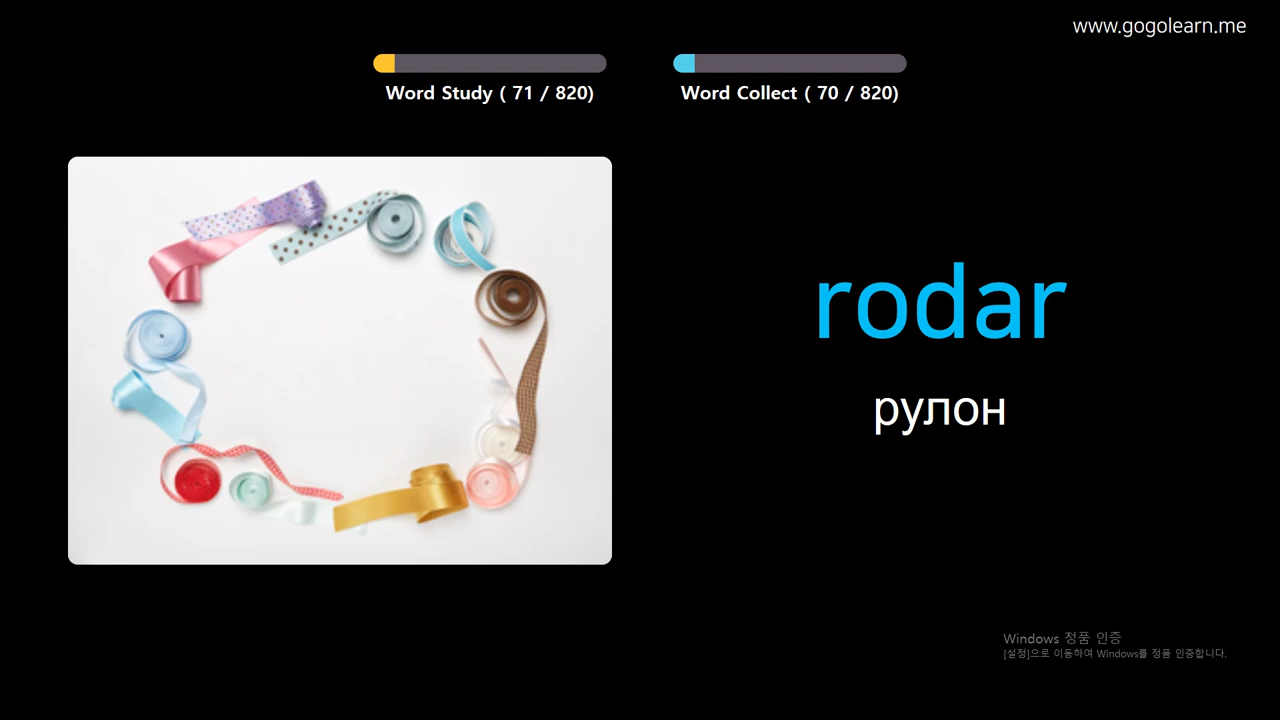 www.gogolearn.me
Word Study ( 71 / 820)
Word Collect ( 70 / 820)
rodar
рулон
Windows 정품 인증
[설정]으로 이동하여 Windows를 정품 인증합니다.